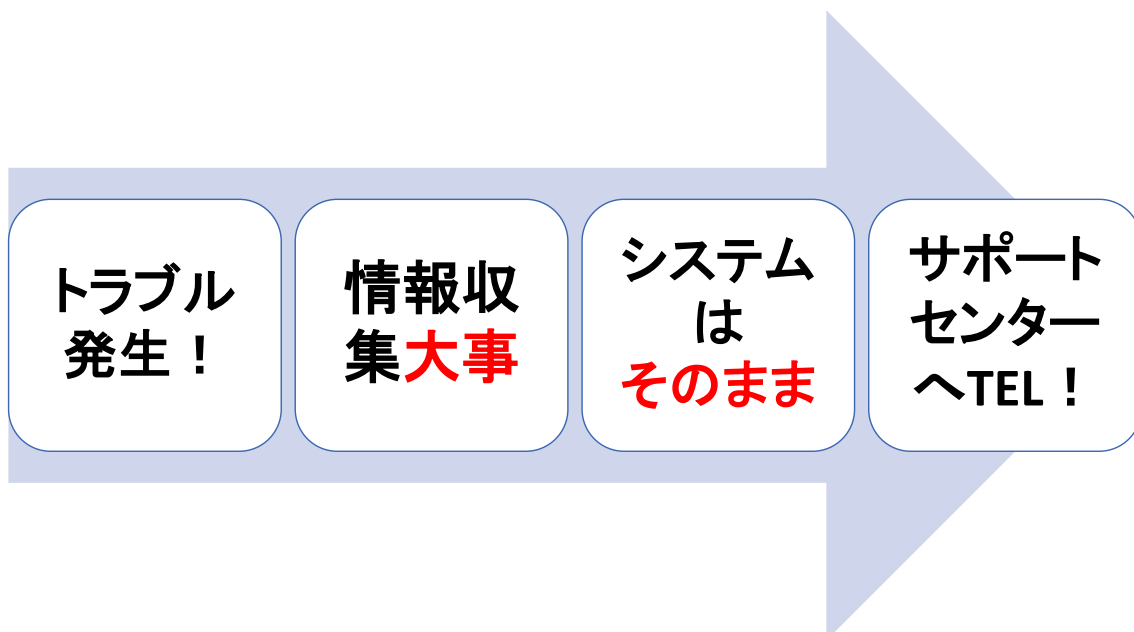 トラブル
発生！
情報収
集大事
システム
は
そのまま
サポート
センター
へTEL！